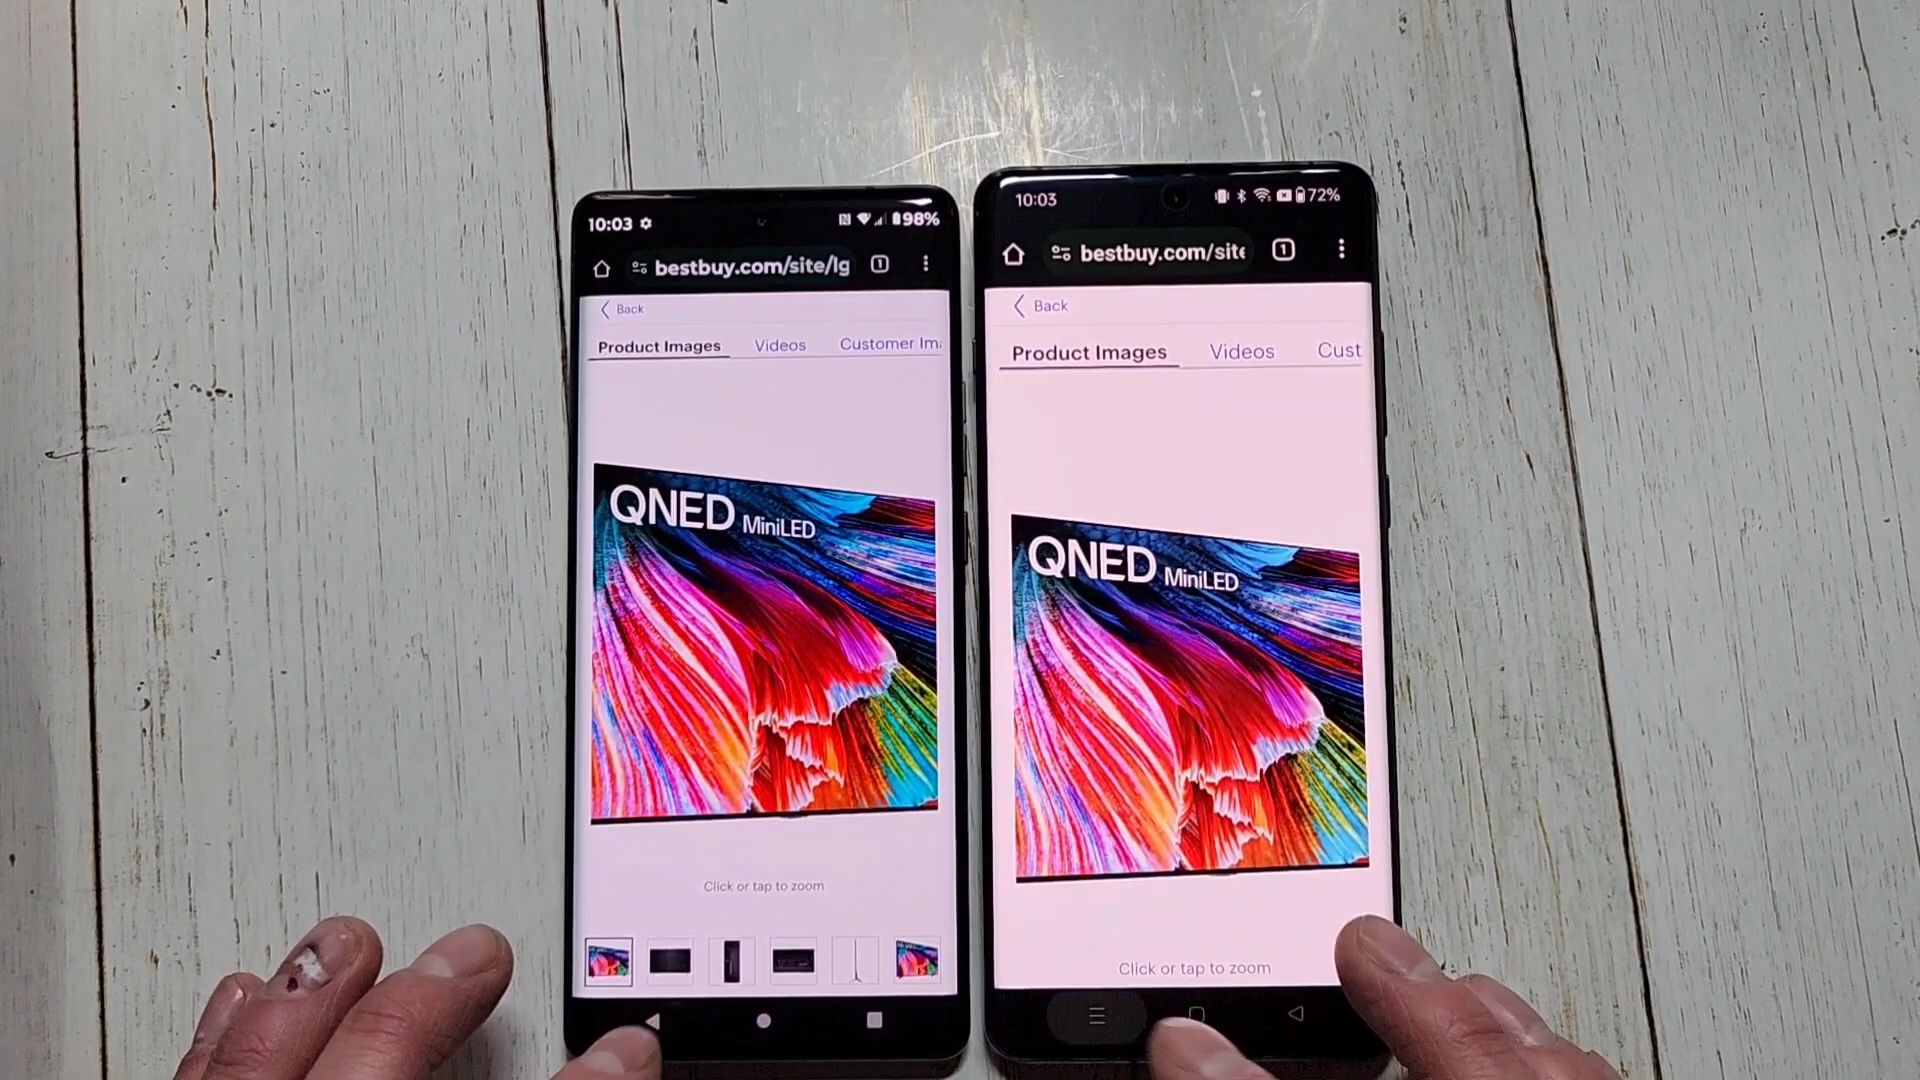 10:03
98%
bestbuy.com/site/lg
1
Back
Product Images Videos Customer Im
QNED MiniLED
Click or tap to zoom
10:03
72%
bestbuy.com/site
1
Back
Product Images Videos Cust
QNED MiniLED
Click or tap to zoom